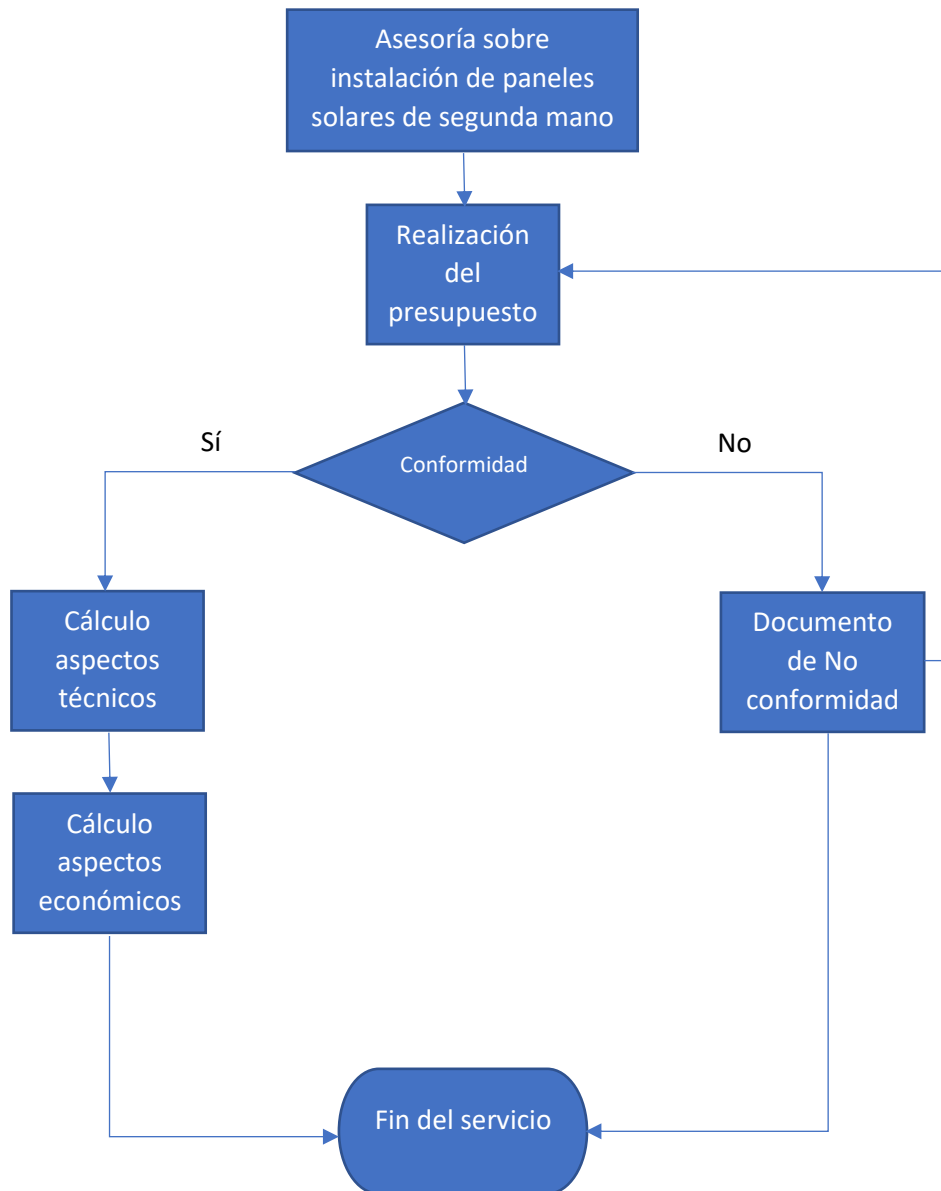 Asesoría sobre
instalación de paneles
solares de segunda mano
Realización
del
presupuesto
Sí
No
Conformidad
Cálculo
aspectos
técnicos
Documento
de No
conformidad
Cálculo
aspectos
económicos
Fin del servicio